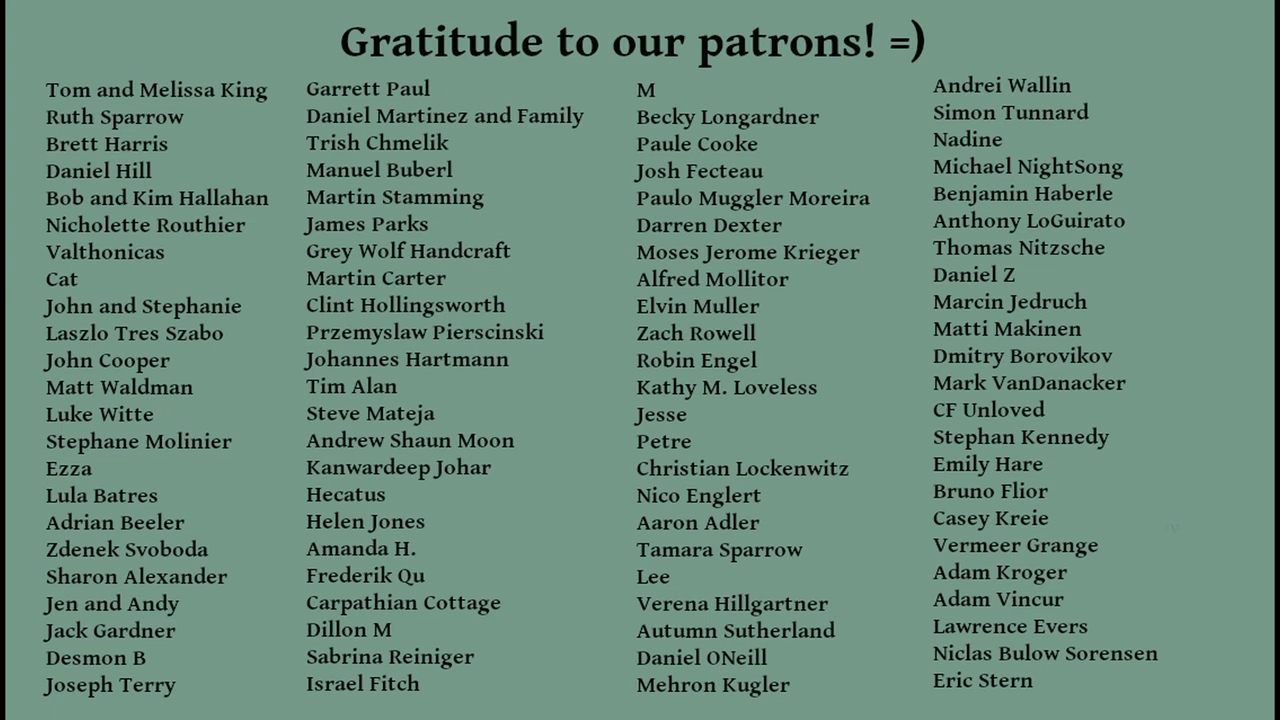 Gratitude to our patrons! =)
Tom and Melissa King
Ruth Sparrow
Brett Harris
Daniel Hill
Bob and Kim Hallahan
Nicholette Routhier
Valthonicas
Cat
John and Stephanie
Laszlo Tres Szabo
John Cooper
Matt Waldman
Luke Witte
Stephane Molinier
Ezza
Lula Batres
Adrian Beeler
Zdenek Svoboda
Sharon Alexander
Jen and Andy
Jack Gardner
Desmon B
Joseph Terry
Garrett Paul
Daniel Martinez and Family
Trish Chmelik
Manuel Buberl
Martin Stamming
James Parks
Grey Wolf Handcraft
Martin Carter
Clint Hollingsworth
Przemyslaw Pierscinski
Johannes Hartmann
Tim Alan
Steve Mateja
Andrew Shaun Moon
Kanwardeep Johar
Hecatus
Helen Jones
Amanda H.
Frederik Qu
Carpathian Cottage
Dillon M
Sabrina Reiniger
Israel Fitch
M
Becky Longardner
Paule Cooke
Josh Fecteau
Paulo Muggler Moreira
Darren Dexter
Moses Jerome Krieger
Alfred Mollitor
Elvin Muller
Zach Rowell
Robin Engel
Kathy M. Loveless
Jesse
Petre
Christian Lockenwitz
Nico Englert
Aaron Adler
Tamara Sparrow
Lee
Verena Hillgartner
Autumn Sutherland
Daniel ONeill
Mehron Kugler
Andrei Wallin
Simon Tunnard
Nadine
Michael NightSong
Benjamin Haberle
Anthony LoGuirato
Thomas Nitzsche
Daniel Z
Marcin Jedruch
Matti Makinen
Dmitry Borovikov
Mark VanDanacker
CF Unloved
Stephan Kennedy
Emily Hare
Bruno Flior
Casey Kreie
Vermeer Grange
Adam Kroger
Adam Vincur
Lawrence Evers
Niclas Bulow Sorensen
Eric Stern